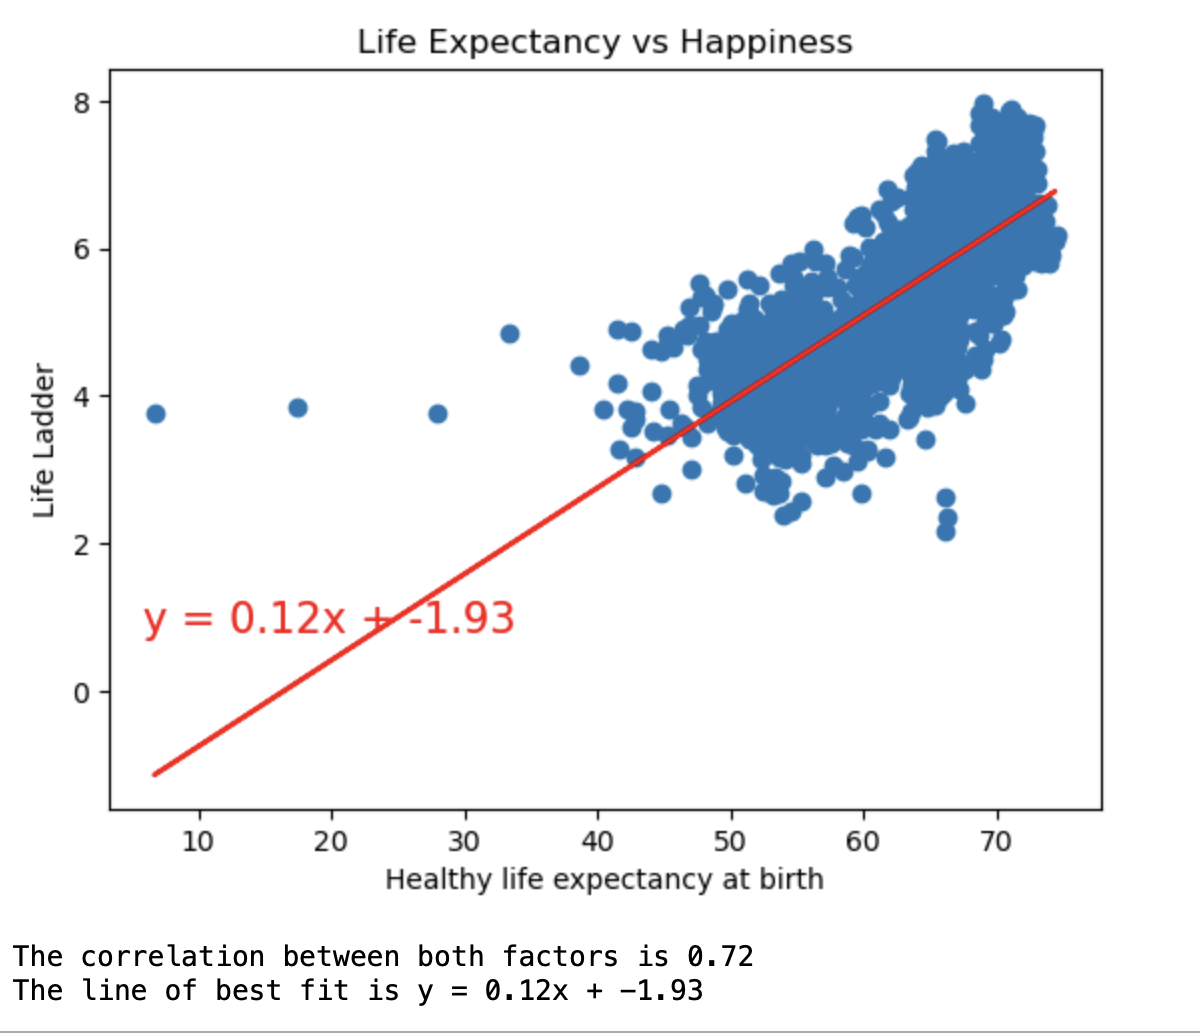 Life Expectancy vs Happiness
8
6
4
2
0
Life Ladder
y = 0.12x + -1.93
10 20 30 40 50 60 70
Healthy life expectancy at birth
The correlation between both factors is 0.72
The line of best fit is y = 0.12x + -1.93